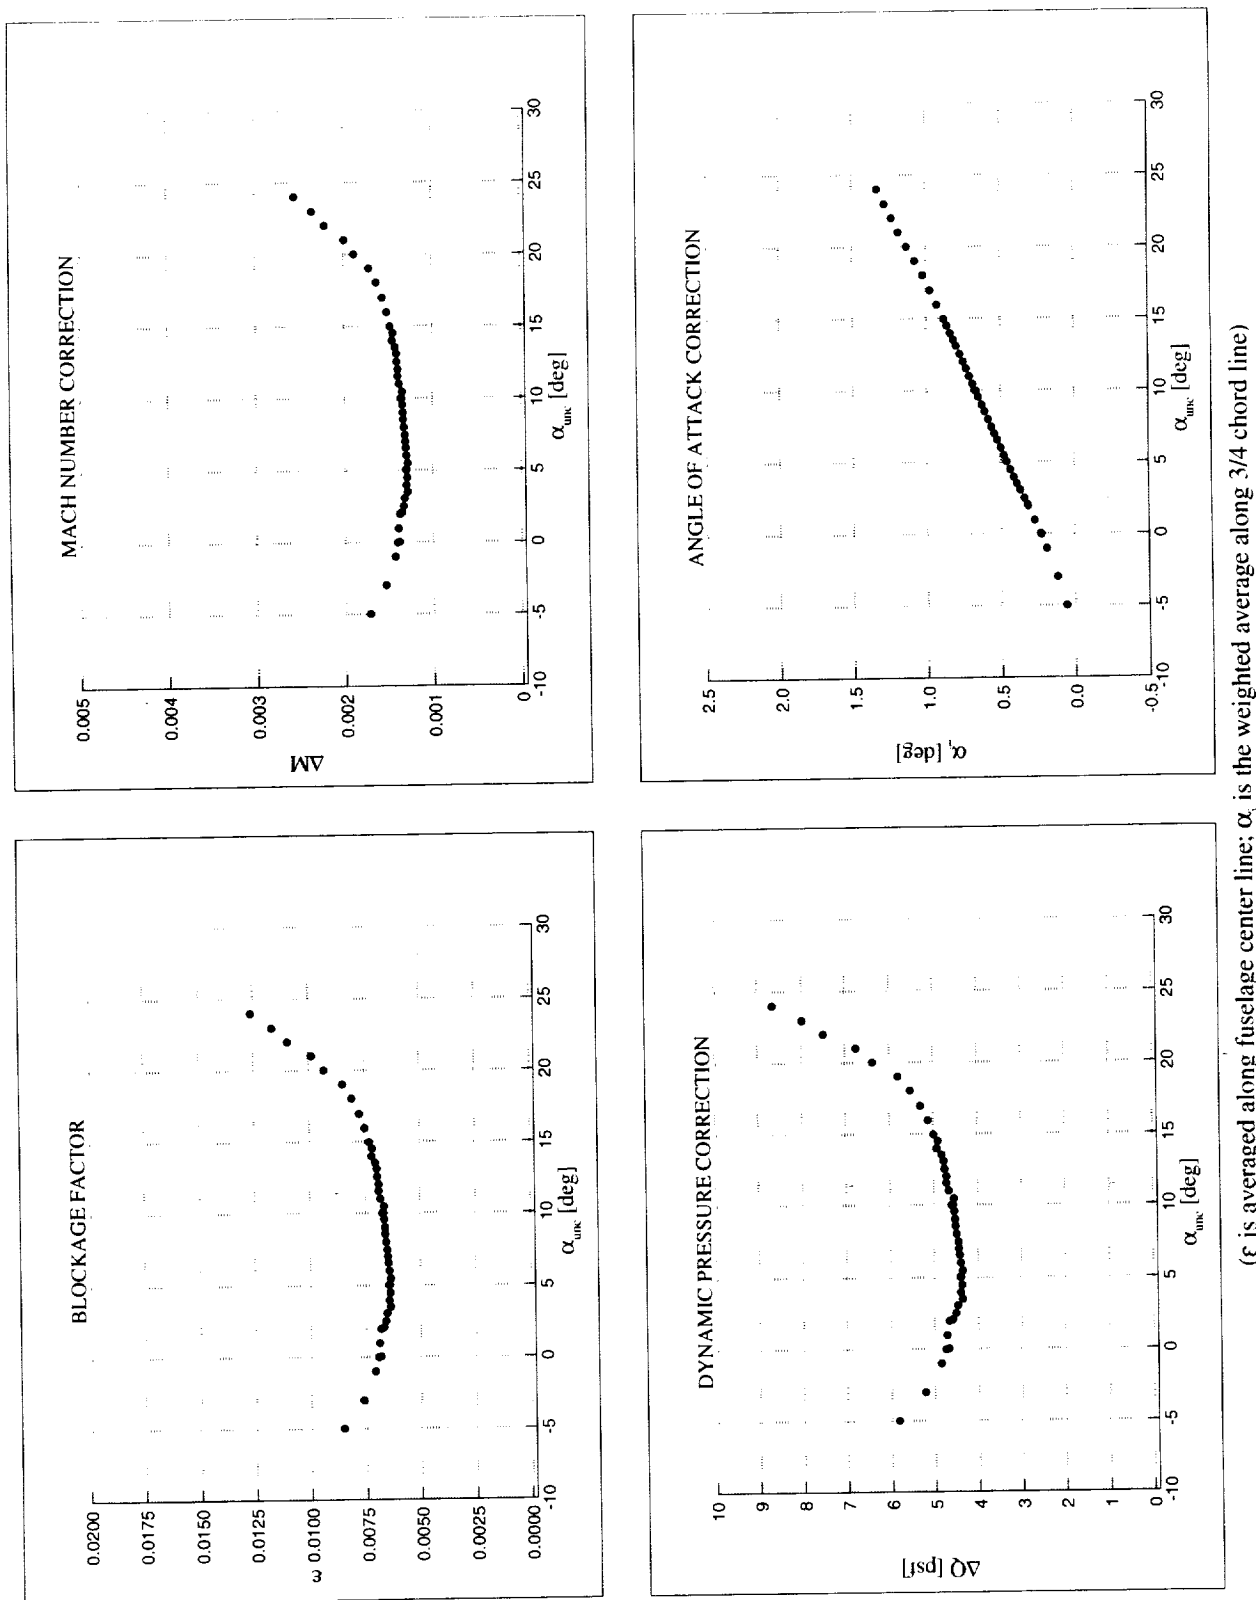 BLOCKAGE FACTOR
0.0200
0.0175
0.0150
0.0125
ε 0.0100
0.0075
0.0050
0.0025
0.0000
-10 -5 0 5 10 15 20 25 30
α_unc [deg]
MACH NUMBER CORRECTION
0.005
0.004
0.003
ΔM
0.002
0.001
0
-10 -5 0 5 10 15 20 25 30
α_unc [deg]
DYNAMIC PRESSURE CORRECTION
10
9
8
7
6
ΔQ [psf]
5
4
3
2
1
0
-10 -5 0 5 10 15 20 25 30
α_unc [deg]
ANGLE OF ATTACK CORRECTION
2.5
2.0
1.5
α_i [deg]
1.0
0.5
0.0
-0.5
-10 -5 0 5 10 15 20 25 30
α_unc [deg]
(ε is averaged along fuselage center line; α_i is the weighted average along 3/4 chord line)